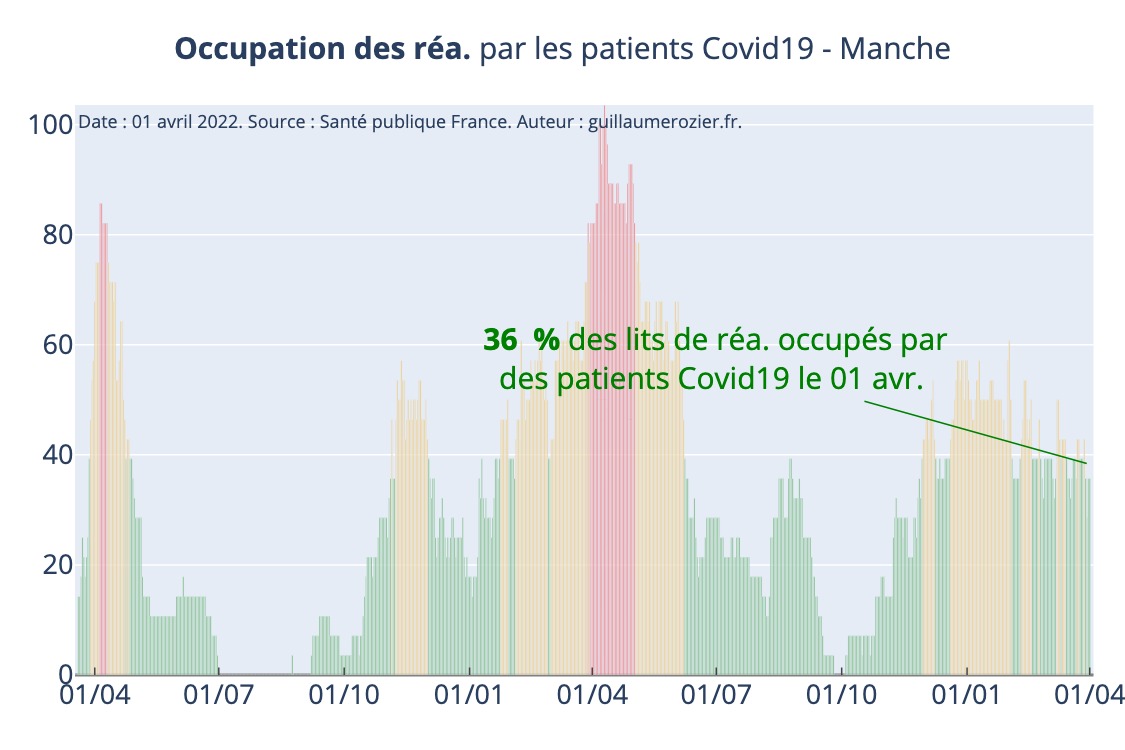 Occupation des réa. par les patients Covid19 - Manche
Date : 01 avril 2022. Source : Santé publique France. Auteur : guillaumerozier.fr.
100
80
60
40
20
0
36 % des lits de réa. occupés par
des patients Covid19 le 01 avr.
01/04 01/07 01/10 01/01 01/04 01/07 01/10 01/01 01/04